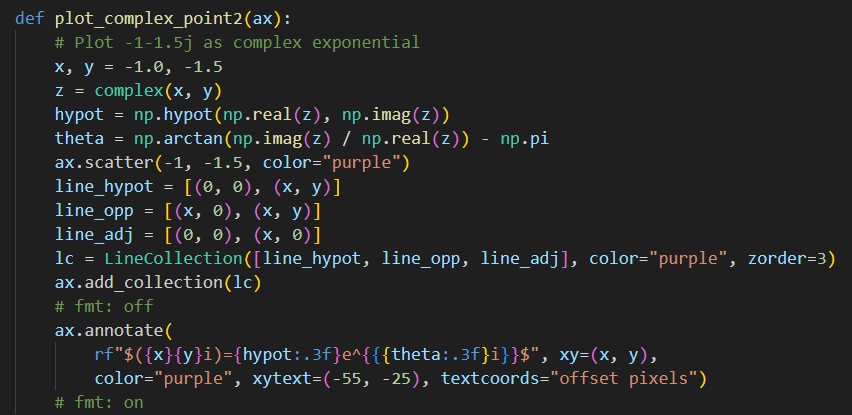 def plot_complex_point2(ax):
    # Plot -1-1.5j as complex exponential
    x, y = -1.0, -1.5
    z = complex(x, y)
    hypot = np.hypot(np.real(z), np.imag(z))
    theta = np.arctan(np.imag(z) / np.real(z)) - np.pi
    ax.scatter(-1, -1.5, color="purple")
    line_hypot = [(0, 0), (x, y)]
    line_opp = [(x, 0), (x, y)]
    line_adj = [(0, 0), (x, 0)]
    lc = LineCollection([line_hypot, line_opp, line_adj], color="purple", zorder=3)
    ax.add_collection(lc)
    # fmt: off
    ax.annotate(
        rf"$({x}{y}i)={hypot:.3f}e^{{{theta:.3f}i}}$", xy=(x, y),
        color="purple", xytext=(-55, -25), textcoords="offset pixels")
    # fmt: on